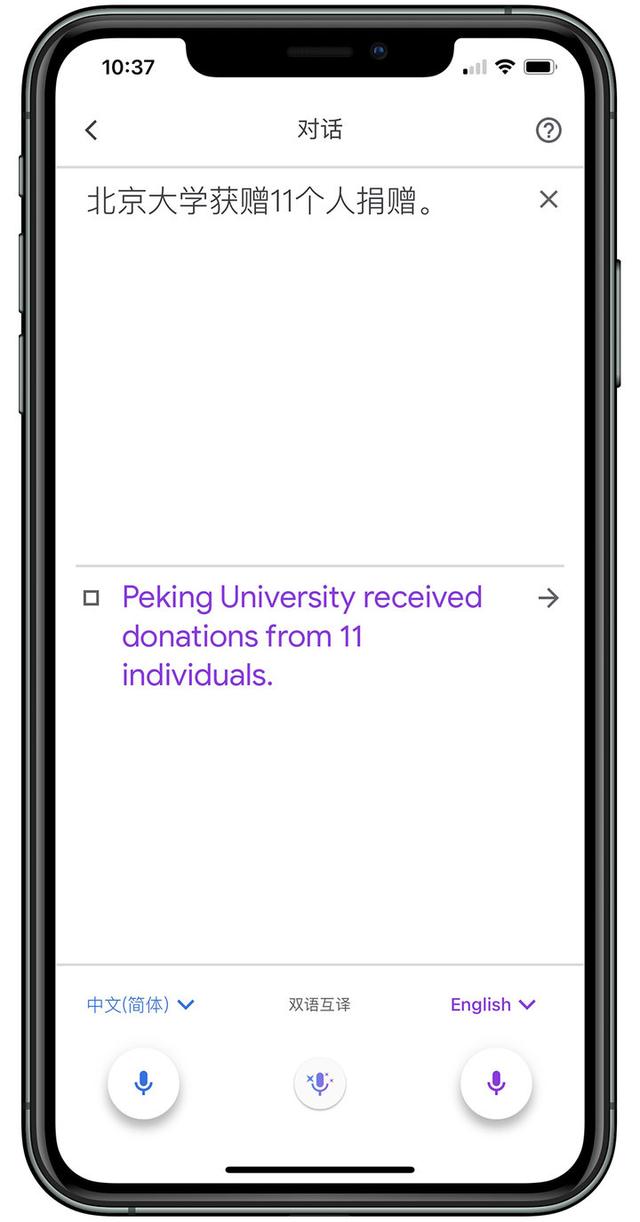 10:37
对话
北京大学获赠11个人捐赠。
Peking University received
donations from 11
individuals.
中文(简体)
双语互译
English